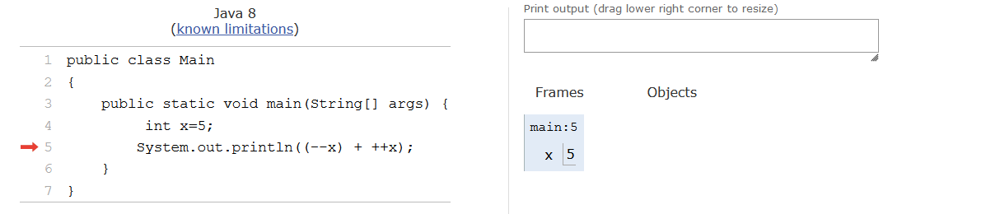 Java 8
(known limitations)
1 public class Main
2 {
3     public static void main(String[] args) {
4          int x=5;
5         System.out.println((--x) + ++x);
6     }
7 }
Print output (drag lower right corner to resize)
Frames Objects
main:5
x 5